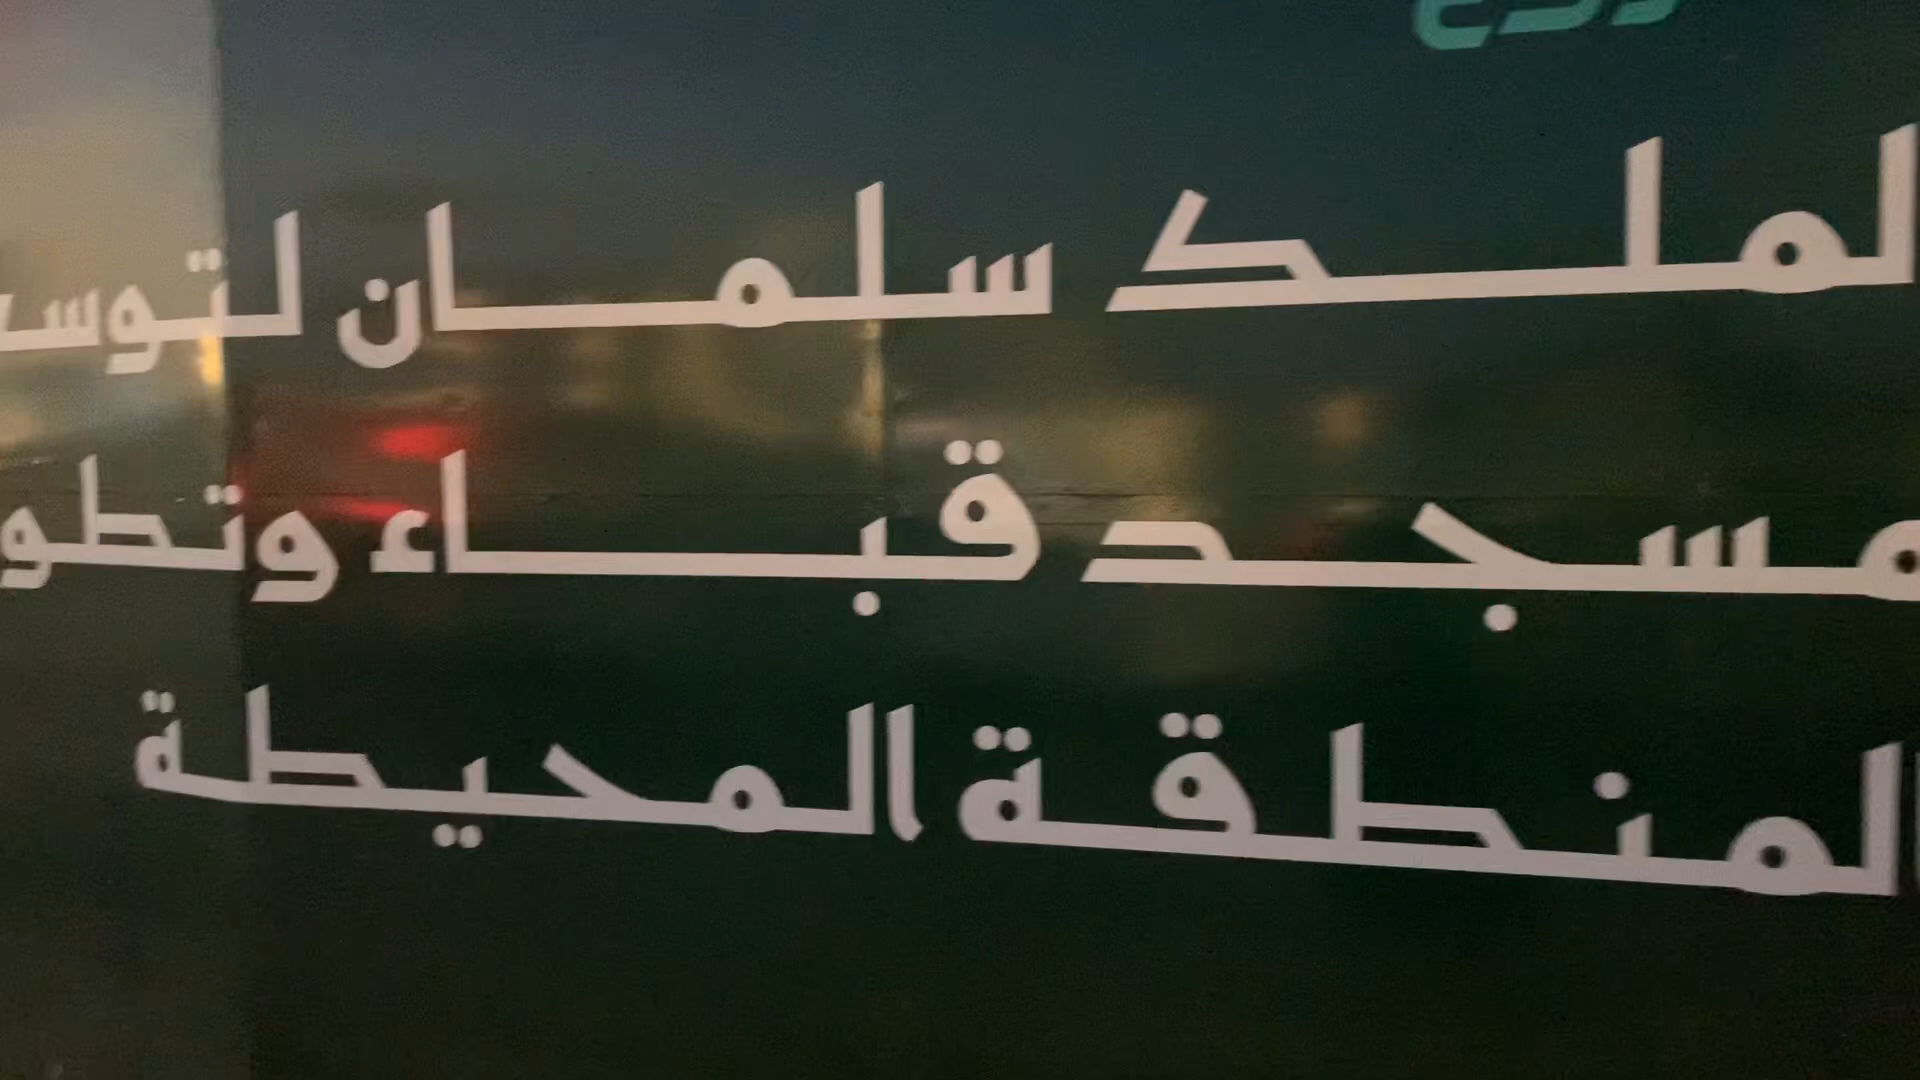 الملك سلمان لتوسـ
مسجد قباء وتطو
المنطقة المحيطة